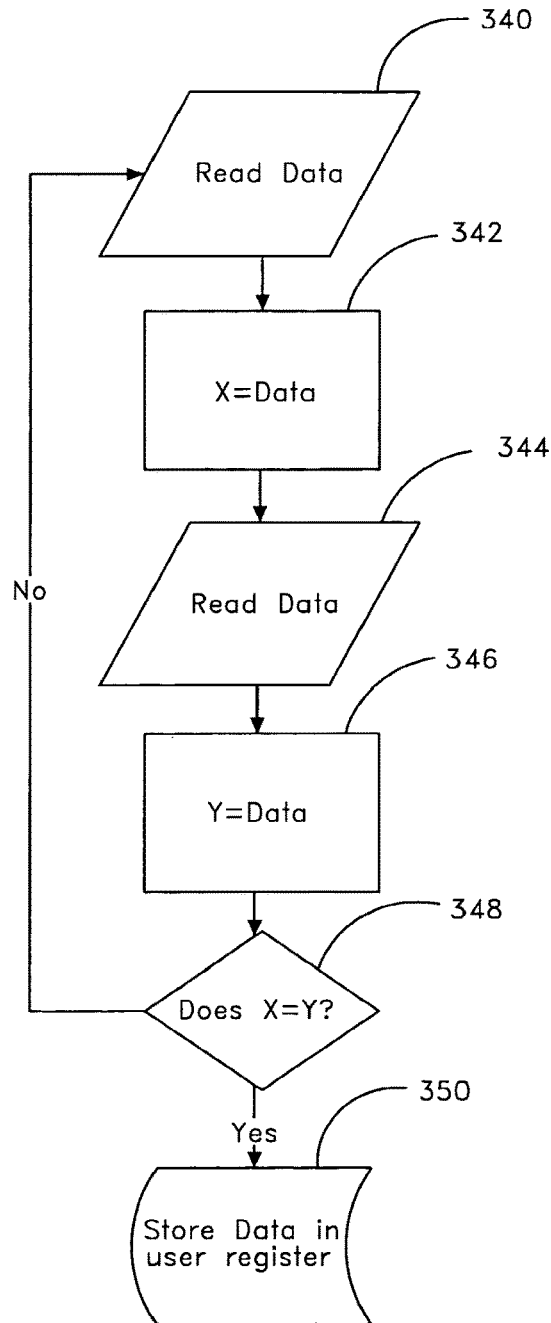 340
Read Data
342
X=Data
344
Read Data
No
346
Y=Data
348
Does X=Y?
350
Yes
Store Data in
user register